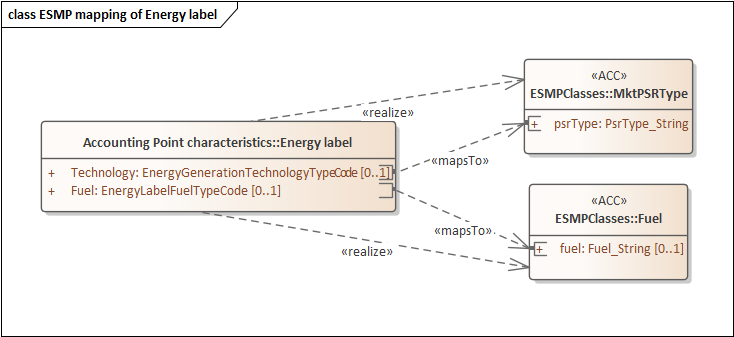 class ESMP mapping of Energy label
«ACC»
ESMPClasses::MktPSRType
+ psrType: PsrType_String
«realize»
Accounting Point characteristics::Energy label
+ Technology: EnergyGenerationTechnologyTypeCode [0..1]
+ Fuel: EnergyLabelFuelTypeCode [0..1]
«mapsTo»
«ACC»
ESMPClasses::Fuel
+ fuel: Fuel_String [0..1]
«mapsTo»
«realize»